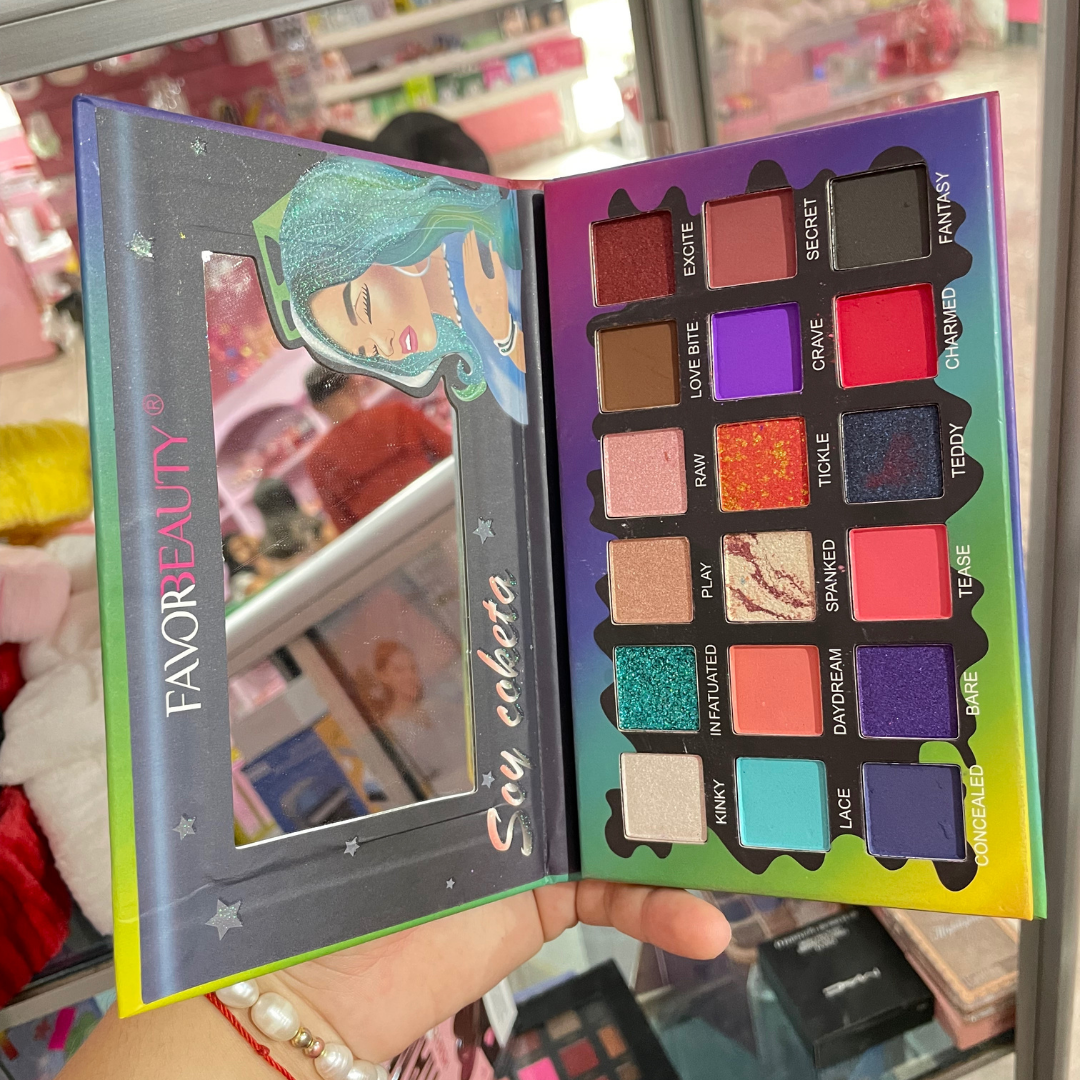 FAVORBEAUTY®
Soy coketa
EXCITE
SECRET
FANTASY
LOVE BITE
CRAVE
CHARMED
RAW
TICKLE
TEDDY
PLAY
SPANKED
TEASE
INFATUATED
DAYDREAM
BARE
KINKY
LACE
CONCEALED